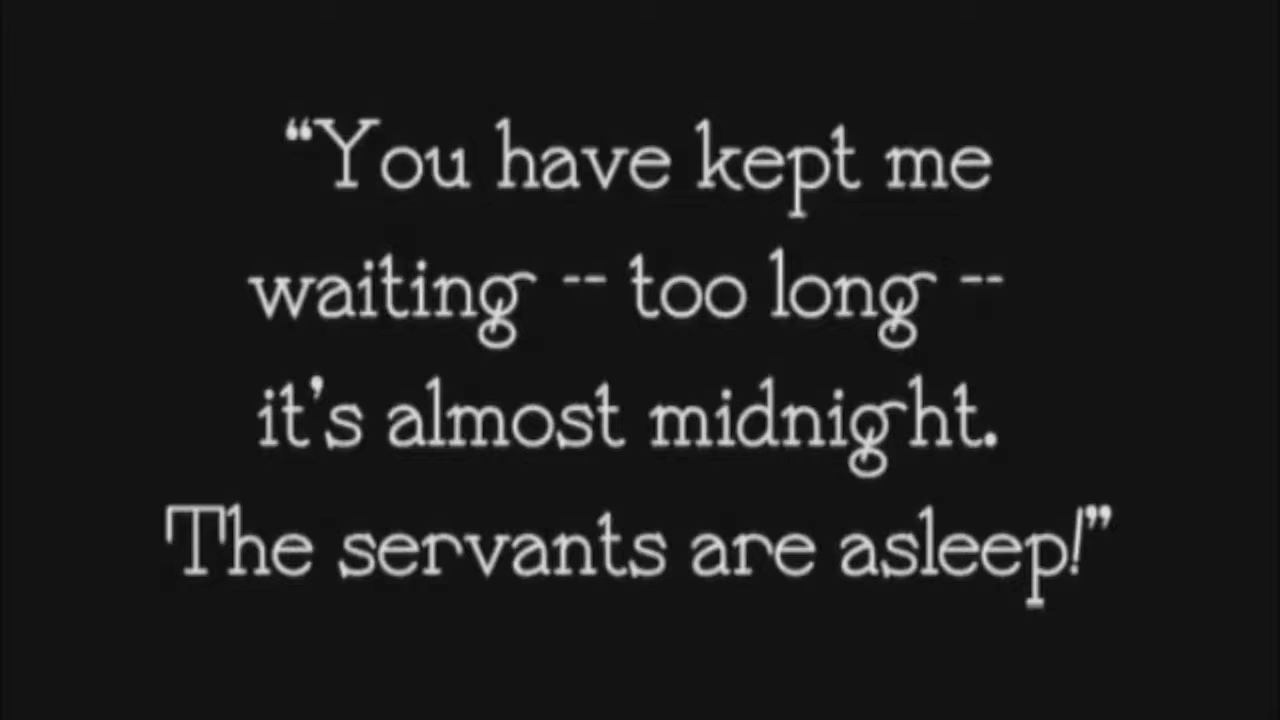 “You have kept me
waiting -- too long --
it’s almost midnight.
The servants are asleep!”